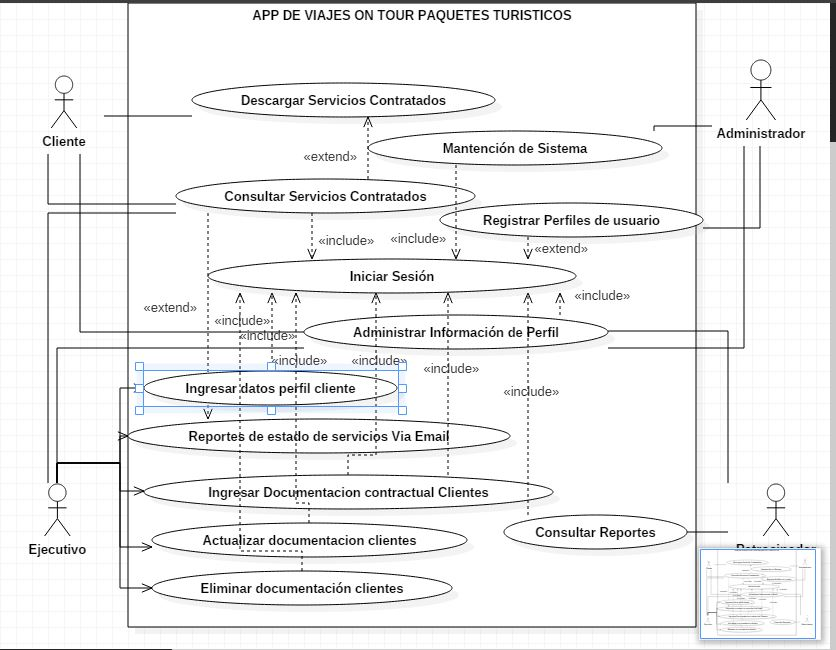 APP DE VIAJES ON TOUR PAQUETES TURISTICOS
Descargar Servicios Contratados
Cliente
Administrador
Mantención de Sistema
«extend»
Consultar Servicios Contratados
Registrar Perfiles de usuario
«include»
«include»
«extend»
Iniciar Sesión
«include»
«extend»
«include»
«include»
Administrar Información de Perfil
«include»
«include»
«include»
Ingresar datos perfil cliente
«include»
Reportes de estado de servicios Via Email
Ingresar Documentacion contractual Clientes
Consultar Reportes
Actualizar documentacion clientes
Ejecutivo
Patrocinador
Eliminar documentación clientes